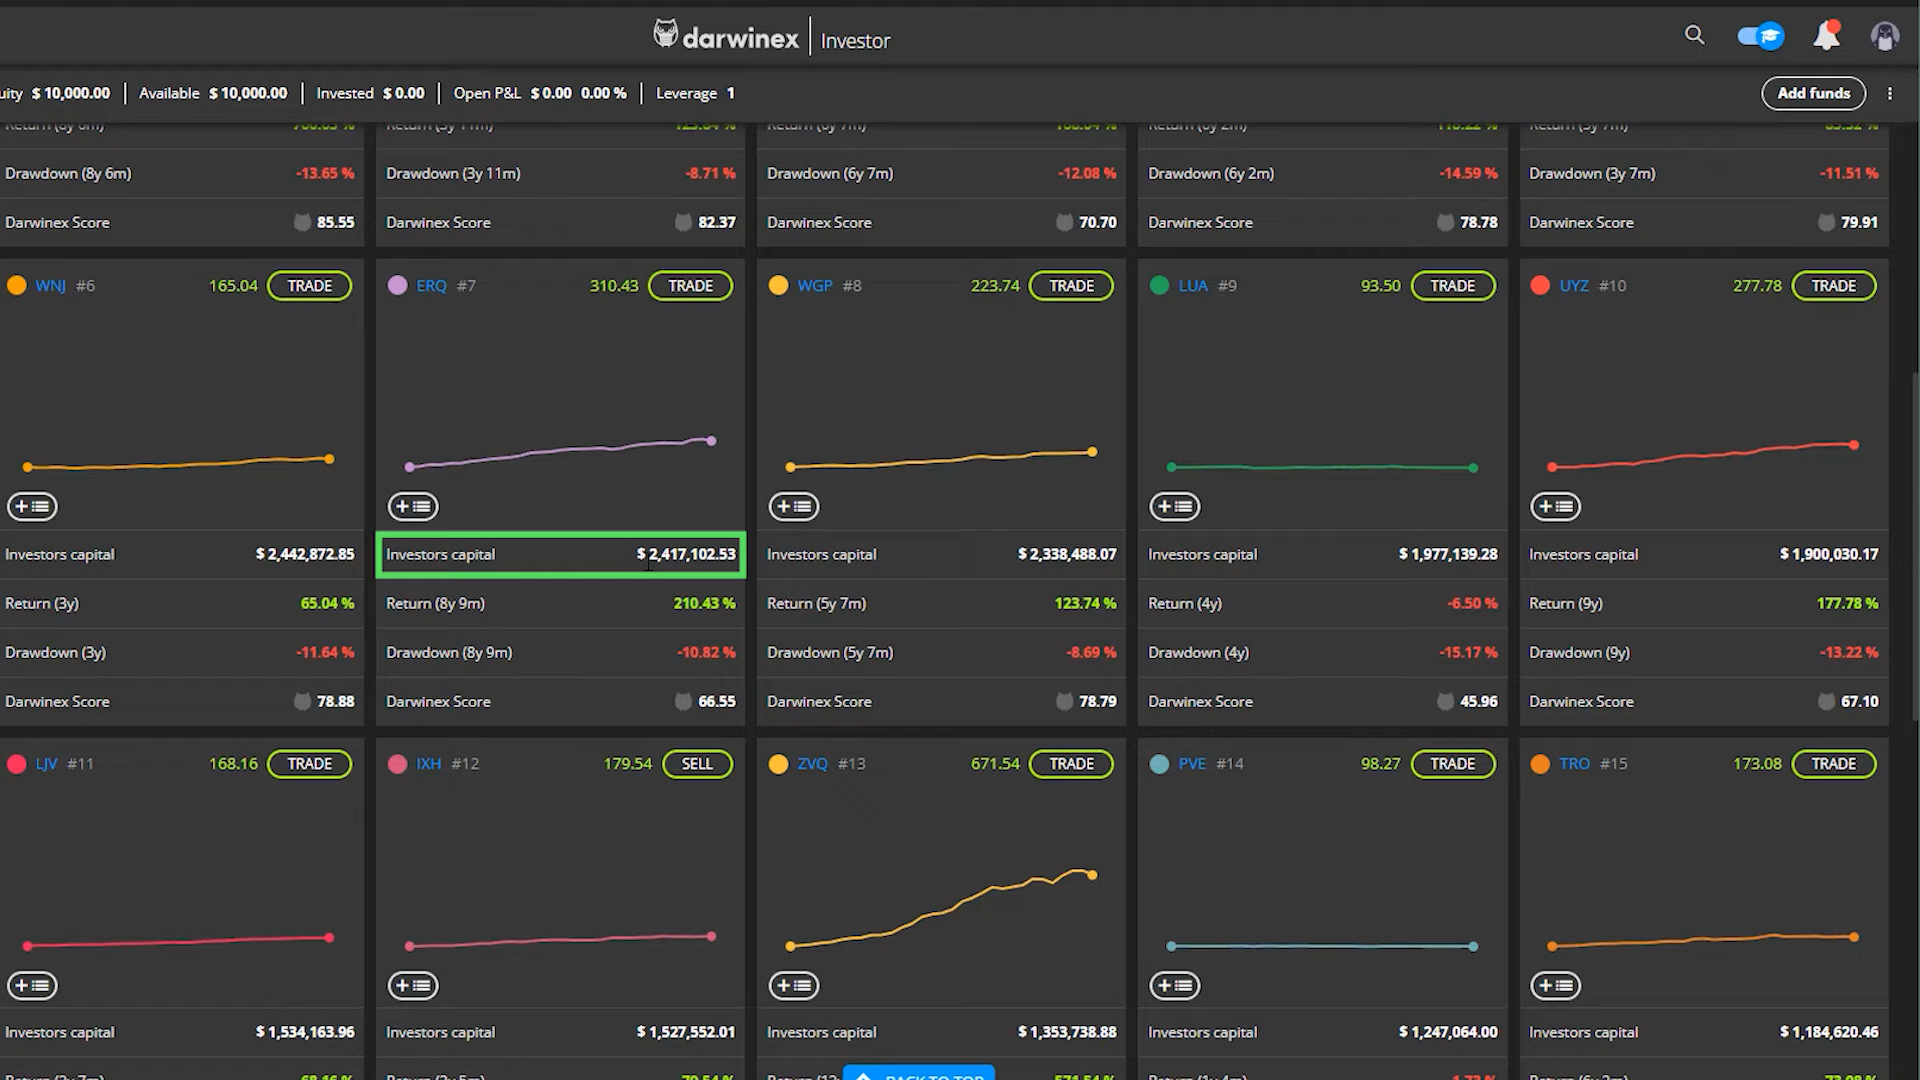 darwinex | Investor
uity $ 10,000.00 | Available $ 10,000.00 | Invested $ 0.00 | Open P&L $ 0.00 0.00 % | Leverage 1
Add funds
Drawdown (8y 6m) -13.65 % Drawdown (3y 11m) -8.71 % Drawdown (6y 7m) -12.08 % Drawdown (6y 2m) -14.59 % Drawdown (3y 7m) -11.51 %
Darwinex Score 85.55 Darwinex Score 82.37 Darwinex Score 70.70 Darwinex Score 78.78 Darwinex Score 79.91
WNJ #6 165.04 TRADE ERQ #7 310.43 TRADE WGP #8 223.74 TRADE LUA #9 93.50 TRADE UYZ #10 277.78 TRADE
Investors capital $ 2,442,872.85 Investors capital $ 2,417,102.53 Investors capital $ 2,338,488.07 Investors capital $ 1,977,139.28 Investors capital $ 1,900,030.17
Return (3y) 65.04 % Return (8y 9m) 210.43 % Return (5y 7m) 123.74 % Return (4y) -6.50 % Return (9y) 177.78 %
Drawdown (3y) -11.64 % Drawdown (8y 9m) -10.82 % Drawdown (5y 7m) -8.69 % Drawdown (4y) -15.17 % Drawdown (9y) -13.22 %
Darwinex Score 78.88 Darwinex Score 66.55 Darwinex Score 78.79 Darwinex Score 45.96 Darwinex Score 67.10
LJV #11 168.16 TRADE IXH #12 179.54 SELL ZVQ #13 671.54 TRADE PVE #14 98.27 TRADE TRO #15 173.08 TRADE
Investors capital $ 1,534,163.96 Investors capital $ 1,527,552.01 Investors capital $ 1,353,738.88 Investors capital $ 1,247,064.00 Investors capital $ 1,184,620.46
BACK TO TOP